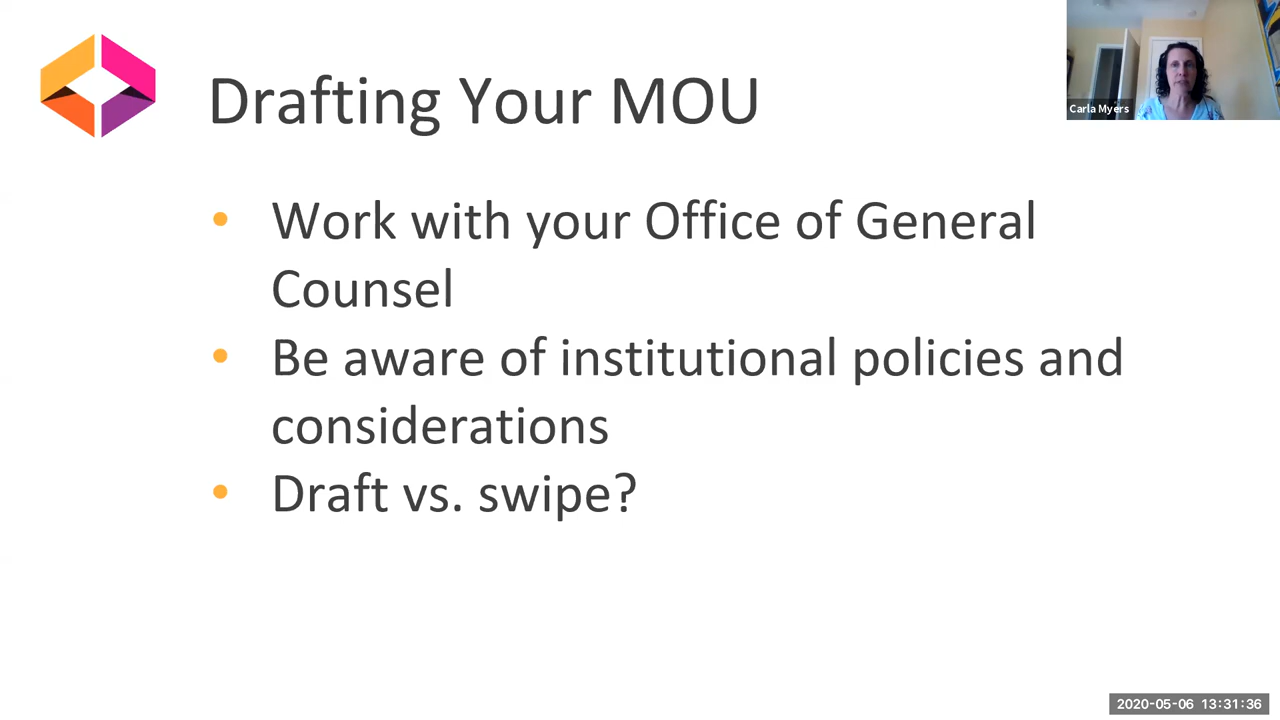 Drafting Your MOU
Carla Myers
• Work with your Office of General
Counsel
• Be aware of institutional policies and
considerations
• Draft vs. swipe?
2020-05-06 13:31:36